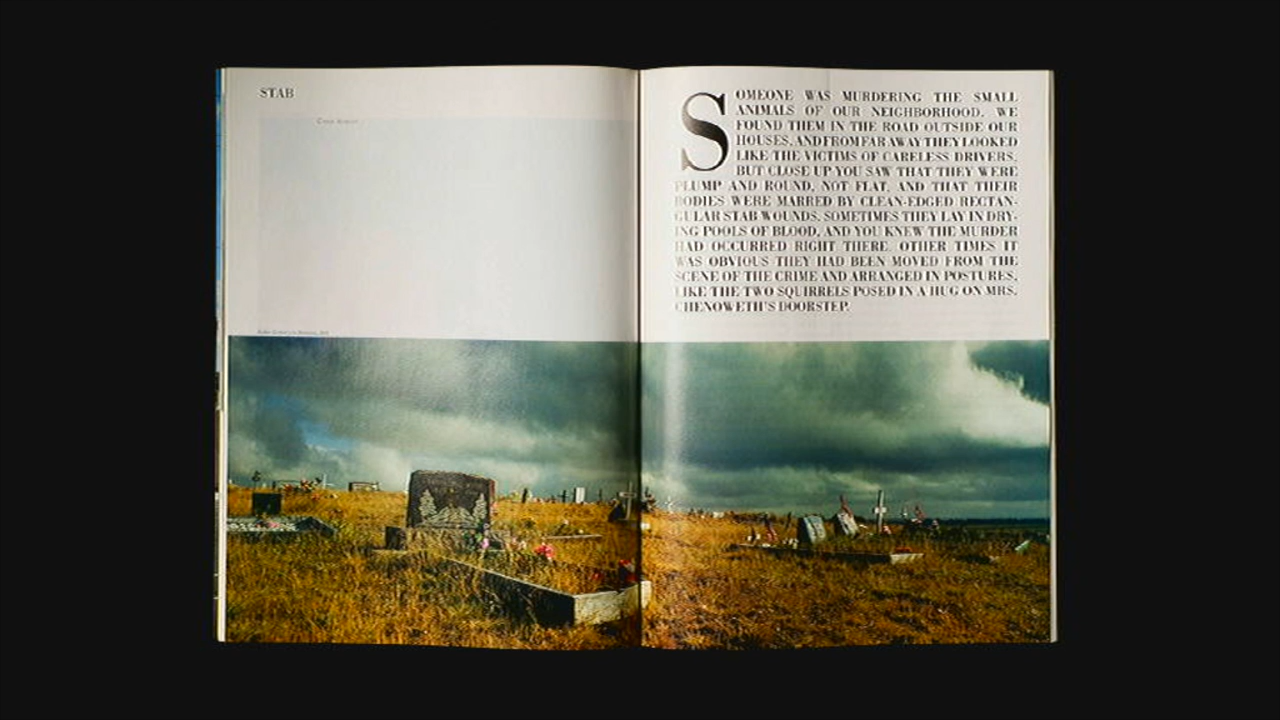 STAB
SOMEONE WAS MURDERING THE SMALL
ANIMALS OF OUR NEIGHBORHOOD. WE
FOUND THEM IN THE ROAD OUTSIDE OUR
HOUSES, AND FROM FAR AWAY THEY LOOKED
LIKE THE VICTIMS OF CARELESS DRIVERS.
BUT CLOSE UP YOU SAW THAT THEY WERE
PLUMP AND ROUND, NOT FLAT, AND THAT THEIR
BODIES WERE MARRED BY CLEAN-EDGED RECTAN-
GULAR STAB WOUNDS. SOMETIMES THEY LAY IN DRY-
ING POOLS OF BLOOD, AND YOU KNEW THE MURDER
HAD OCCURRED RIGHT THERE. OTHER TIMES IT
WAS OBVIOUS THEY HAD BEEN MOVED FROM THE
SCENE OF THE CRIME AND ARRANGED IN POSTURES,
LIKE THE TWO SQUIRRELS POSED IN A HUG ON MRS.
CHENOWETH'S DOORSTEP.